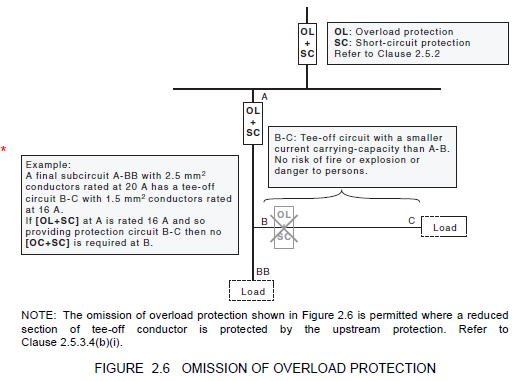 OL
+
SC
OL: Overload protection
SC: Short-circuit protection
Refer to Clause 2.5.2
A
OL
+
SC
B-C: Tee-off circuit with a smaller
current carrying-capacity than A-B.
No risk of fire or explosion or
danger to persons.
*
Example:
A final subcircuit A-BB with 2.5 mm²
conductors rated at 20 A has a tee-off
circuit B-C with 1.5 mm² conductors rated
at 16 A.
If [OL+SC] at A is rated 16 A and so
providing protection circuit B-C then no
[OC+SC] is required at B.
B
OL
+
SC
C
Load
BB
Load
NOTE: The omission of overload protection shown in Figure 2.6 is permitted where a reduced
section of tee-off conductor is protected by the upstream protection. Refer to
Clause 2.5.3.4(b)(i).
FIGURE 2.6 OMISSION OF OVERLOAD PROTECTION